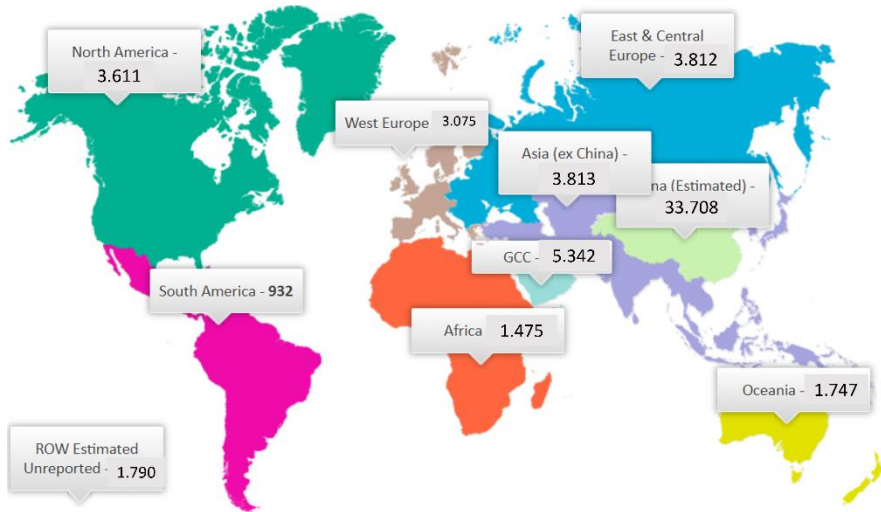 North America -
3.611
East & Central
Europe - 3.812
West Europe 3.075
Asia (ex China) -
3.813
na (Estimated) -
33.708
GCC - 5.342
South America - 932
Africa 1.475
Oceania - 1.747
ROW Estimated
Unreported - 1.790